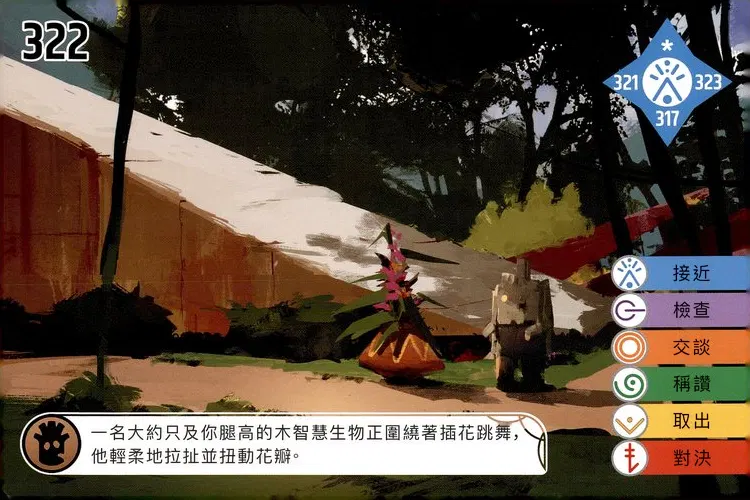 322
*
321 323
317
接近
檢查
交談
稱讚
取出
對決
一名大約只及你腿高的木智慧生物正圍繞著插花跳舞，
他輕柔地拉扯並扭動花瓣。